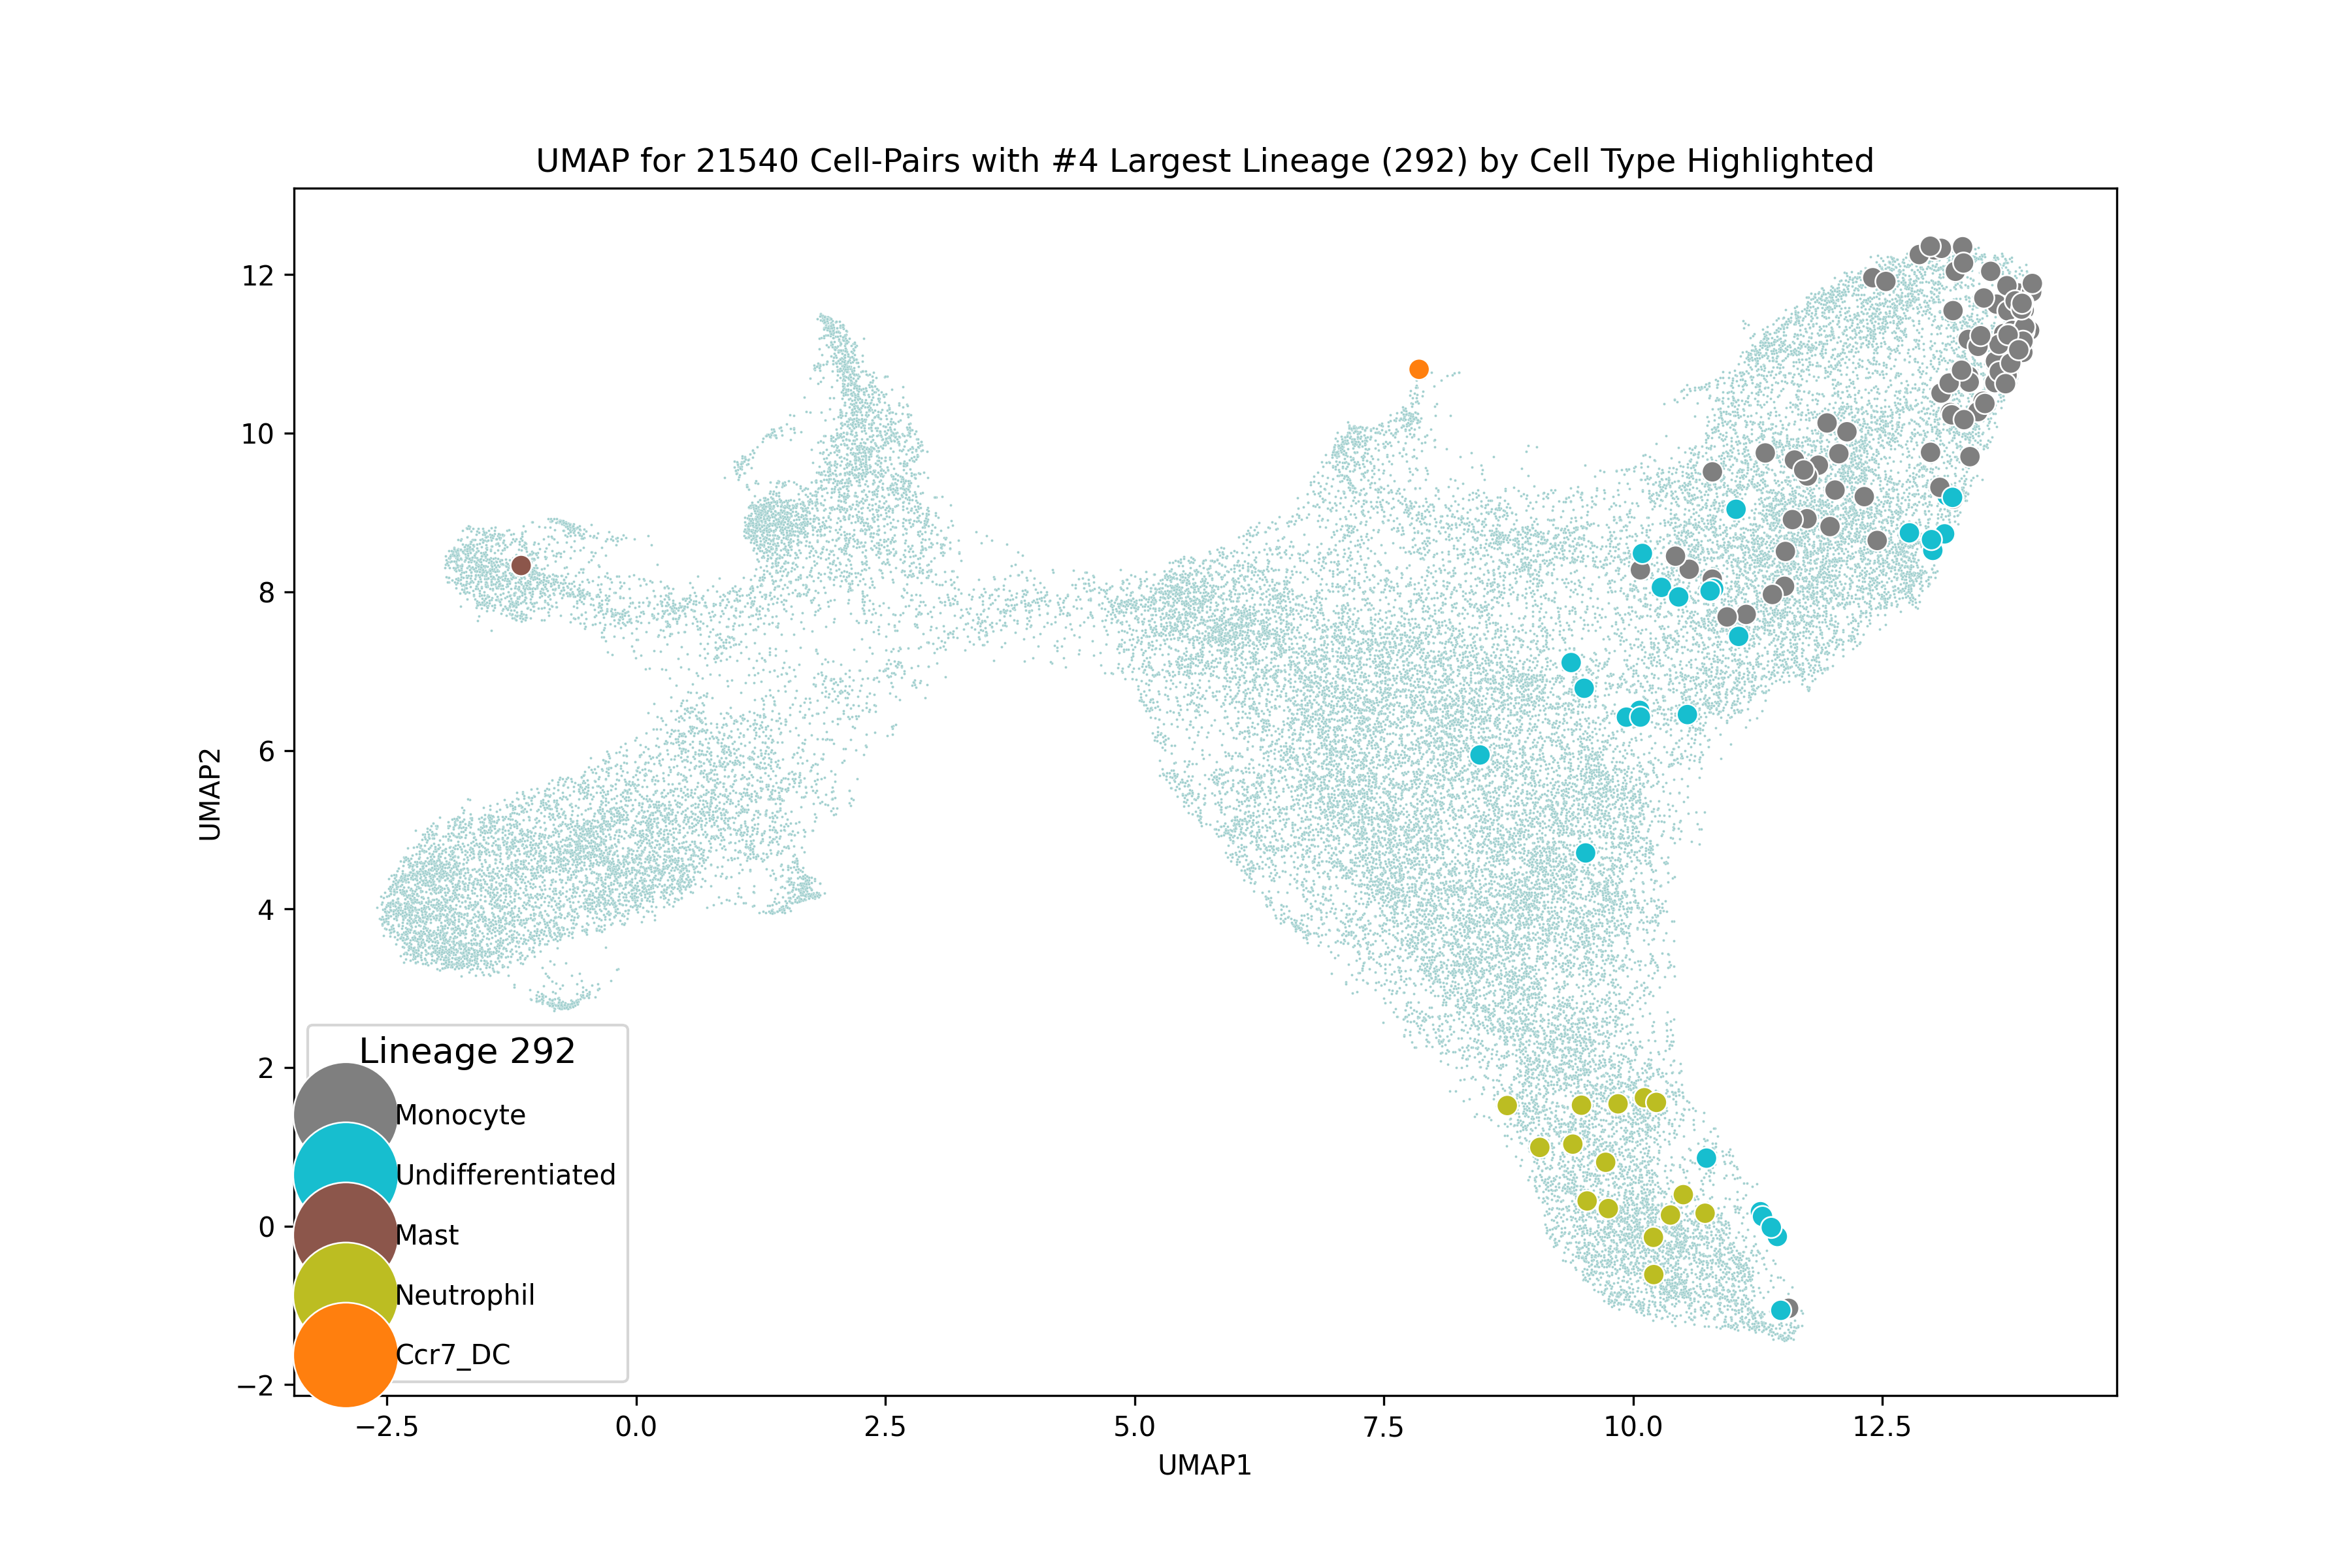 UMAP for 21540 Cell-Pairs with #4 Largest Lineage (292) by Cell Type Highlighted
12
10
8
6
4
2
0
−2
UMAP2
Lineage 292
Monocyte
Undifferentiated
Mast
Neutrophil
Ccr7_DC
−2.5 0.0 2.5 5.0 7.5 10.0 12.5
UMAP1